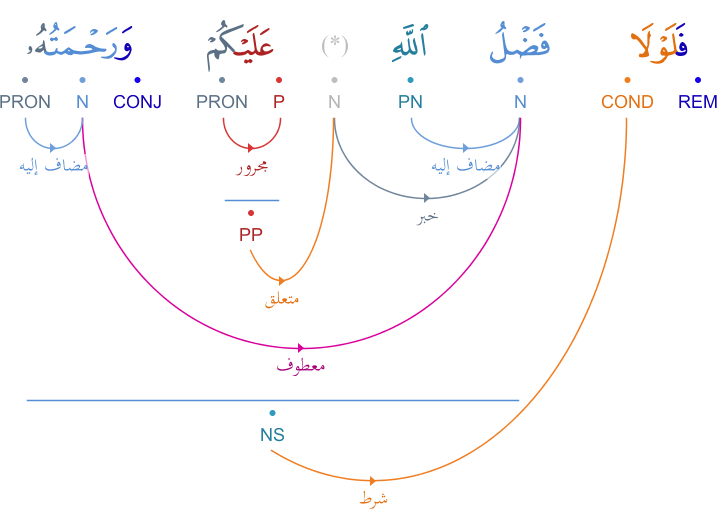 فَلَوْلَا فَضْلُ ٱللَّهِ (*) عَلَيْكُمْ وَرَحْمَتُهُۥ
REM COND N PN N P PRON CONJ N PRON
مضاف إليه مجرور مضاف إليه
خبر
PP
متعلق
معطوف
NS
شرط